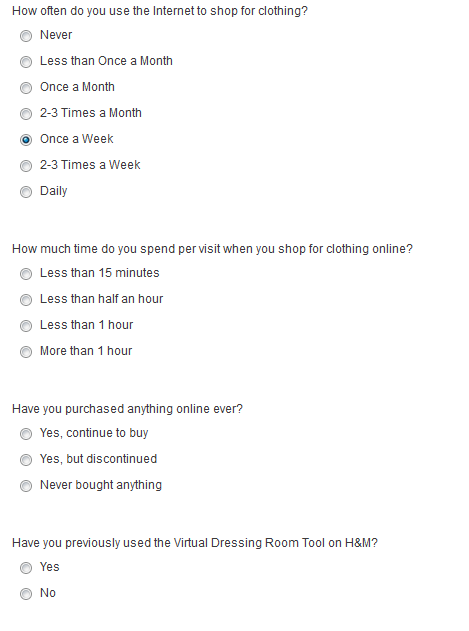 How often do you use the Internet to shop for clothing?
Never
Less than Once a Month
Once a Month
2-3 Times a Month
Once a Week
2-3 Times a Week
Daily
How much time do you spend per visit when you shop for clothing online?
Less than 15 minutes
Less than half an hour
Less than 1 hour
More than 1 hour
Have you purchased anything online ever?
Yes, continue to buy
Yes, but discontinued
Never bought anything
Have you previously used the Virtual Dressing Room Tool on H&M?
Yes
No